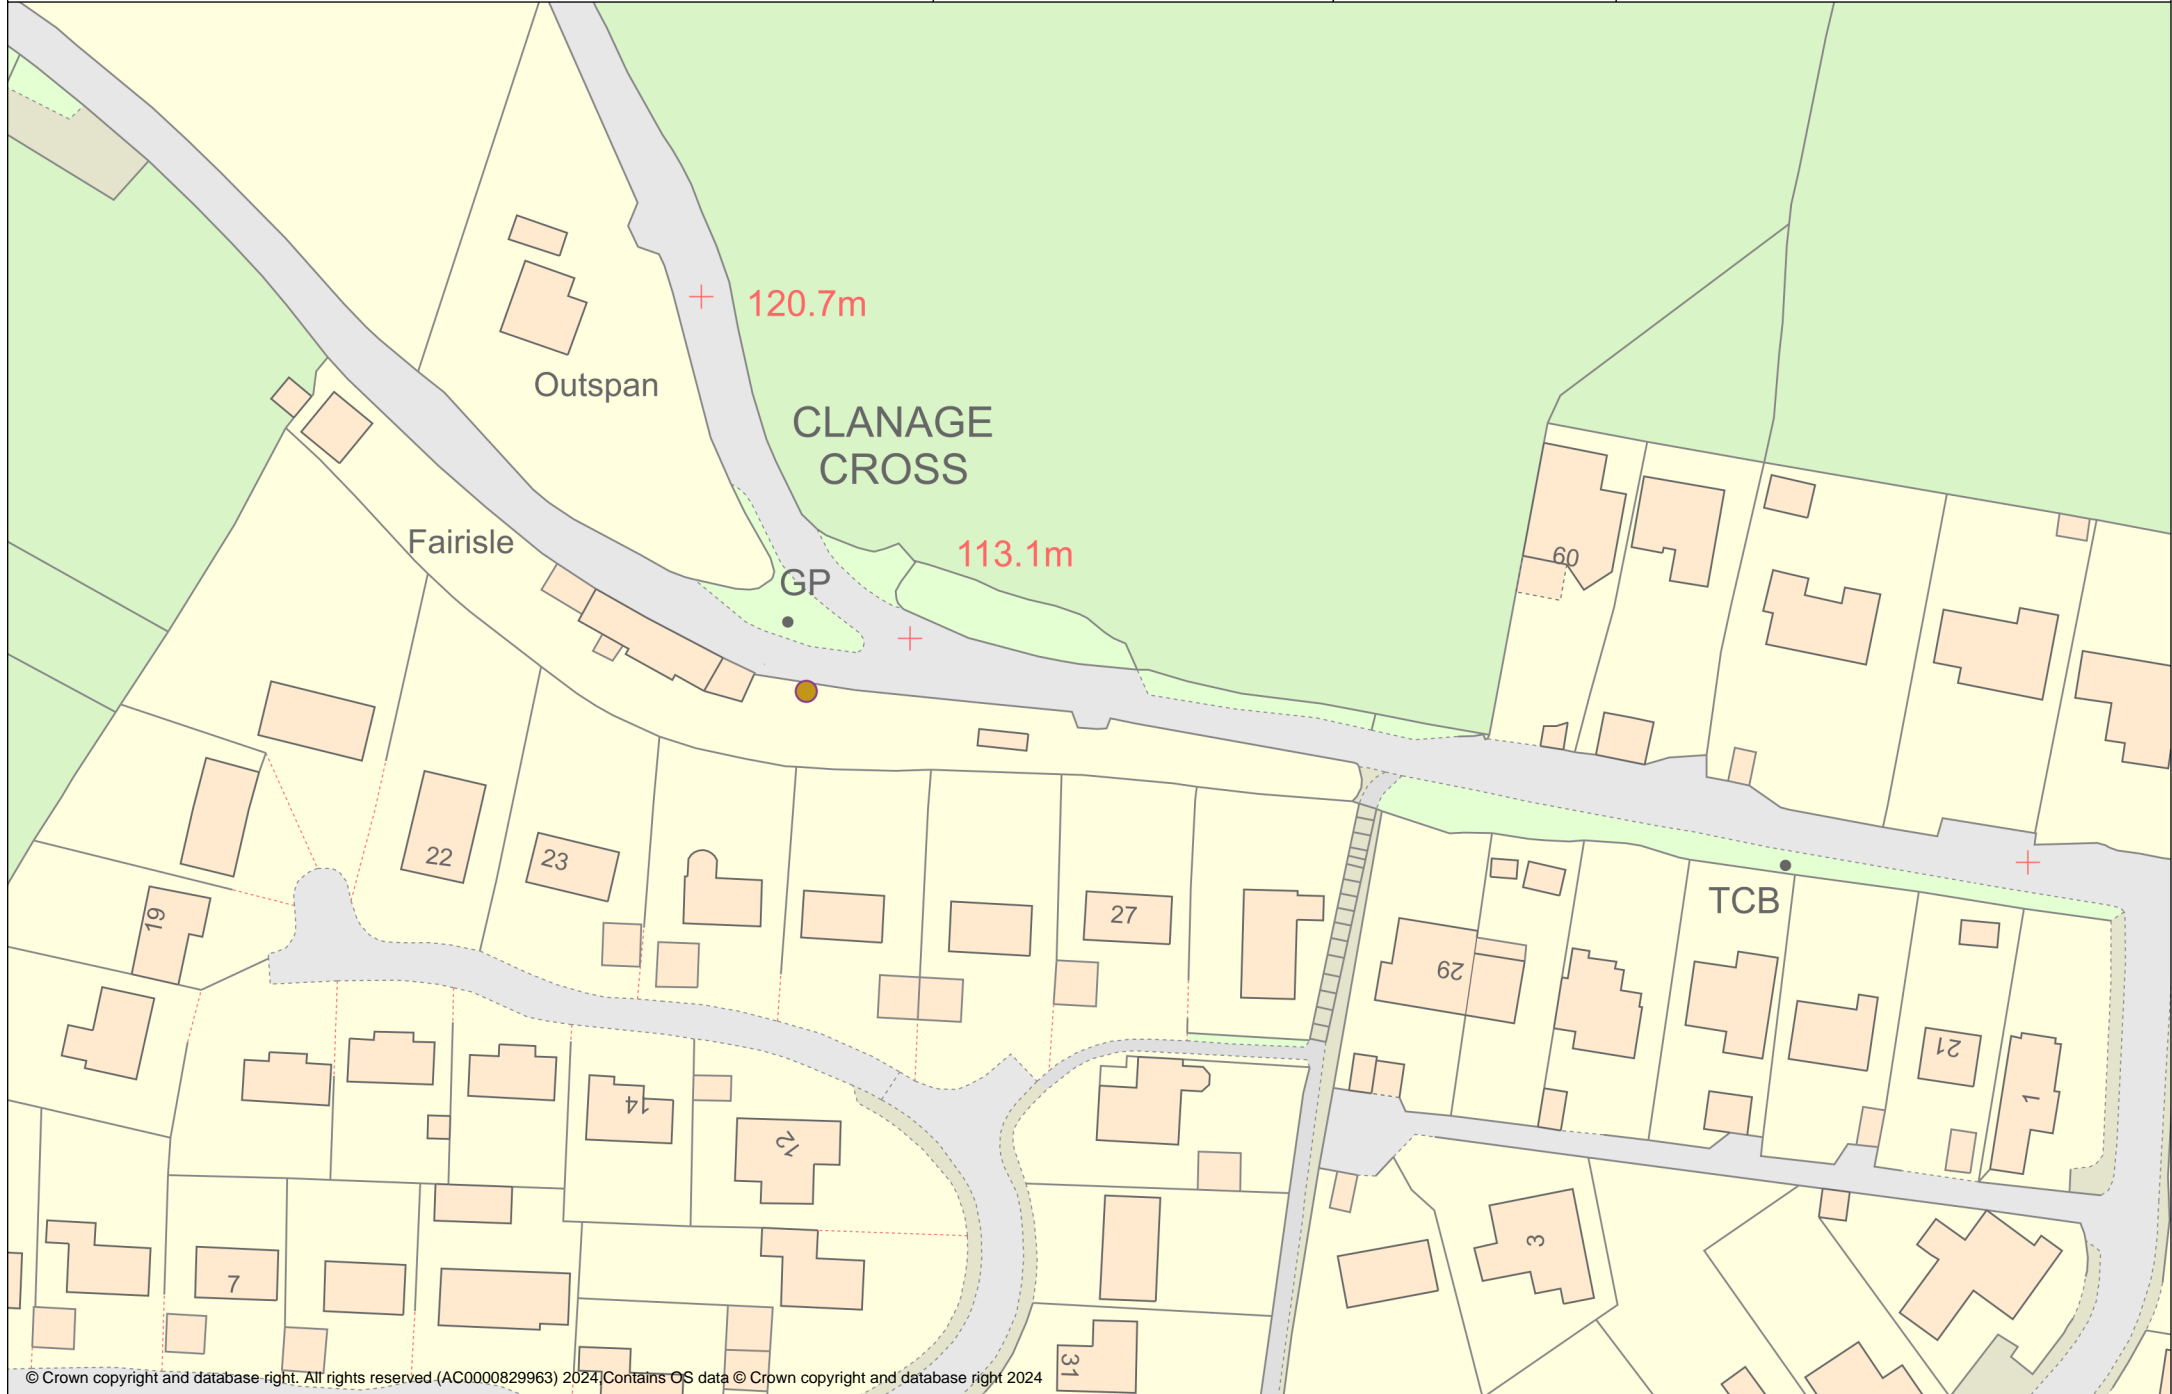 120.7m
Outspan
CLANAGE
CROSS
Fairisle
113.1m
GP
60
22
23
19
27
29
TCB
14
12
21
1
7
3
31
© Crown copyright and database right. All rights reserved (AC0000829963) 2024,Contains OS data © Crown copyright and database right 2024